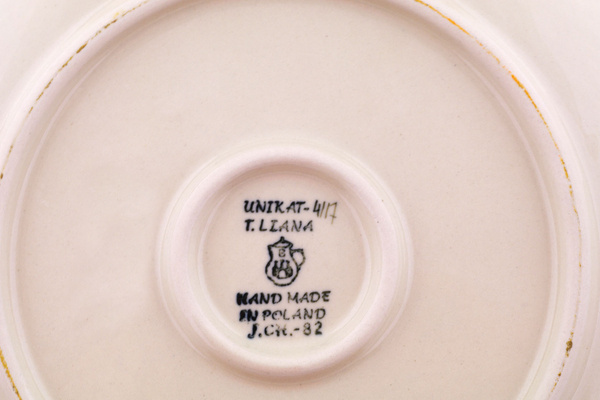 UNIKAT-4/17
T. LIANA
HAND MADE
IN POLAND
J.CH.-82